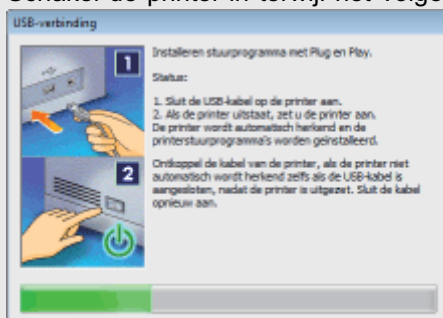 Schakel de printer in terwijl het volge
USB-verbinding
1
Installeren stuurprogramma met Plug en Play.
Status:
1. Sluit de USB-kabel op de printer aan.
2. Als de printer uitstaat, zet u de printer aan.
De printer wordt automatisch herkend en de
printerstuurprogramma's worden geïnstalleerd.
2
Ontkoppel de kabel van de printer, als de printer niet
automatisch wordt herkend zelfs als de USB-kabel is
aangesloten, nadat de printer is uitgezet. Sluit de kabel
opnieuw aan.